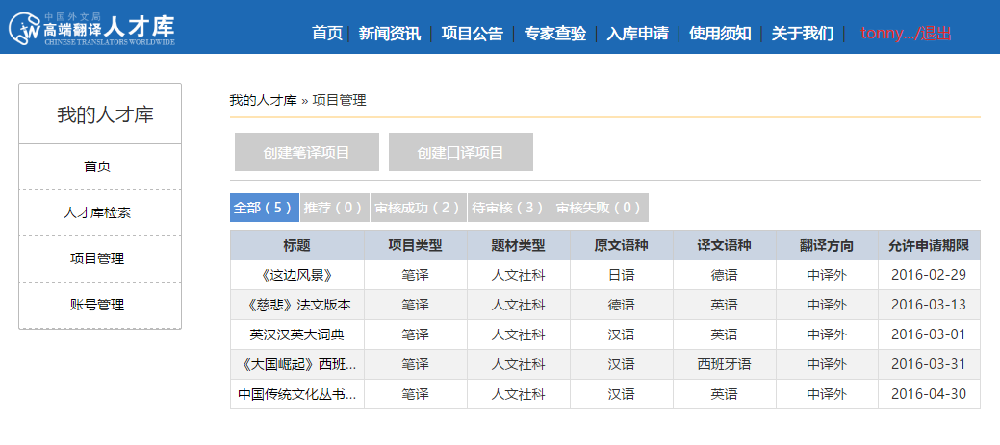 中国外文局
高端翻译人才库
CHINESE TRANSLATORS WORLDWIDE
首页 | 新闻资讯 | 项目公告 | 专家查验 | 入库申请 | 使用须知 | 关于我们 | tonny.../退出
我的人才库
首页
人才库检索
项目管理
账号管理
我的人才库 » 项目管理
创建笔译项目 创建口译项目
全部（5） 推荐（0） 审核成功（2） 待审核（3） 审核失败（0）
标题 项目类型 题材类型 原文语种 译文语种 翻译方向 允许申请期限
《这边风景》 笔译 人文社科 日语 德语 中译外 2016-02-29
《慈悲》法文版本 笔译 人文社科 德语 英语 中译外 2016-03-13
英汉汉英大词典 笔译 人文社科 汉语 英语 中译外 2016-03-01
《大国崛起》西班... 笔译 人文社科 汉语 西班牙语 中译外 2016-03-31
中国传统文化丛书... 笔译 人文社科 汉语 英语 中译外 2016-04-30